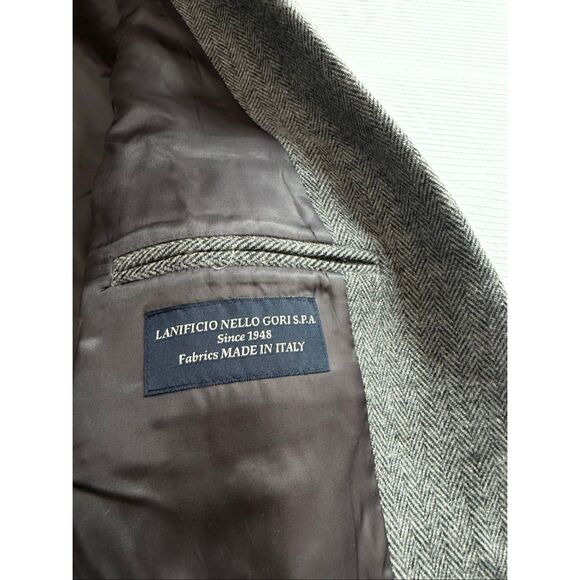 LANIFICIO NELLO GORI S.P.A
Since 1948
Fabrics MADE IN ITALY